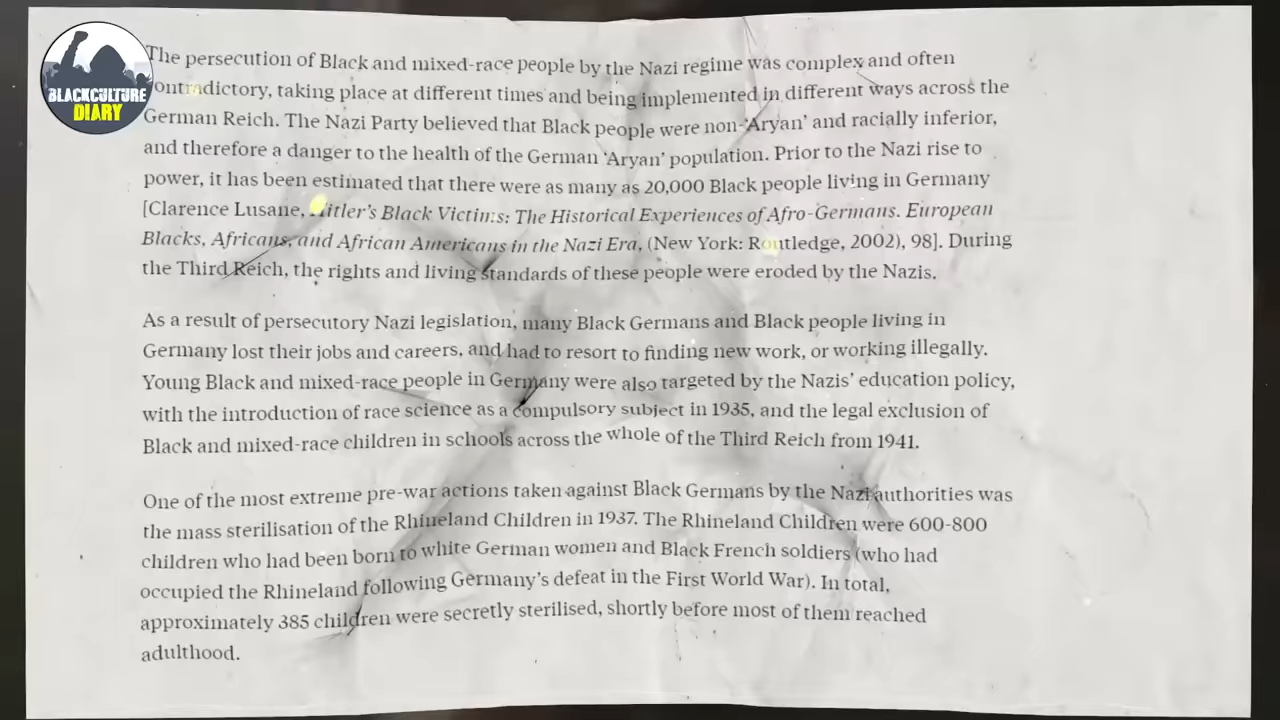 BLACKCULTURE
DIARY
The persecution of Black and mixed-race people by the Nazi regime was complex and often
contradictory, taking place at different times and being implemented in different ways across the
German Reich. The Nazi Party believed that Black people were non-‘Aryan’ and racially inferior,
and therefore a danger to the health of the German ‘Aryan’ population. Prior to the Nazi rise to
power, it has been estimated that there were as many as 20,000 Black people living in Germany
[Clarence Lusane, Hitler’s Black Victims: The Historical Experiences of Afro-Germans. European
Blacks, Africans, and African Americans in the Nazi Era, (New York: Routledge, 2002), 98]. During
the Third Reich, the rights and living standards of these people were eroded by the Nazis.
As a result of persecutory Nazi legislation, many Black Germans and Black people living in
Germany lost their jobs and careers, and had to resort to finding new work, or working illegally.
Young Black and mixed-race people in Germany were also targeted by the Nazis’ education policy,
with the introduction of race science as a compulsory subject in 1935, and the legal exclusion of
Black and mixed-race children in schools across the whole of the Third Reich from 1941.
One of the most extreme pre-war actions taken against Black Germans by the Nazi authorities was
the mass sterilisation of the Rhineland Children in 1937. The Rhineland Children were 600-800
children who had been born to white German women and Black French soldiers (who had
occupied the Rhineland following Germany’s defeat in the First World War). In total,
approximately 385 children were secretly sterilised, shortly before most of them reached
adulthood.